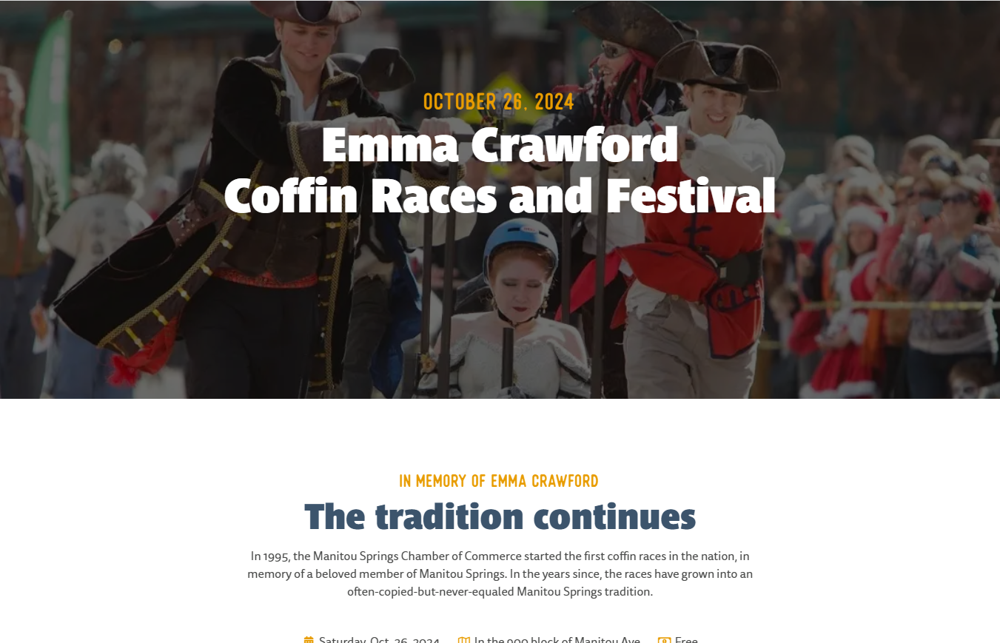 OCTOBER 26, 2024
Emma Crawford
Coffin Races and Festival
IN MEMORY OF EMMA CRAWFORD
The tradition continues
In 1995, the Manitou Springs Chamber of Commerce started the first coffin races in the nation, in
memory of a beloved member of Manitou Springs. In the years since, the races have grown into an
often-copied-but-never-equaled Manitou Springs tradition.
Saturday, Oct. 26, 2024 In the 900 block of Manitou Ave. Free